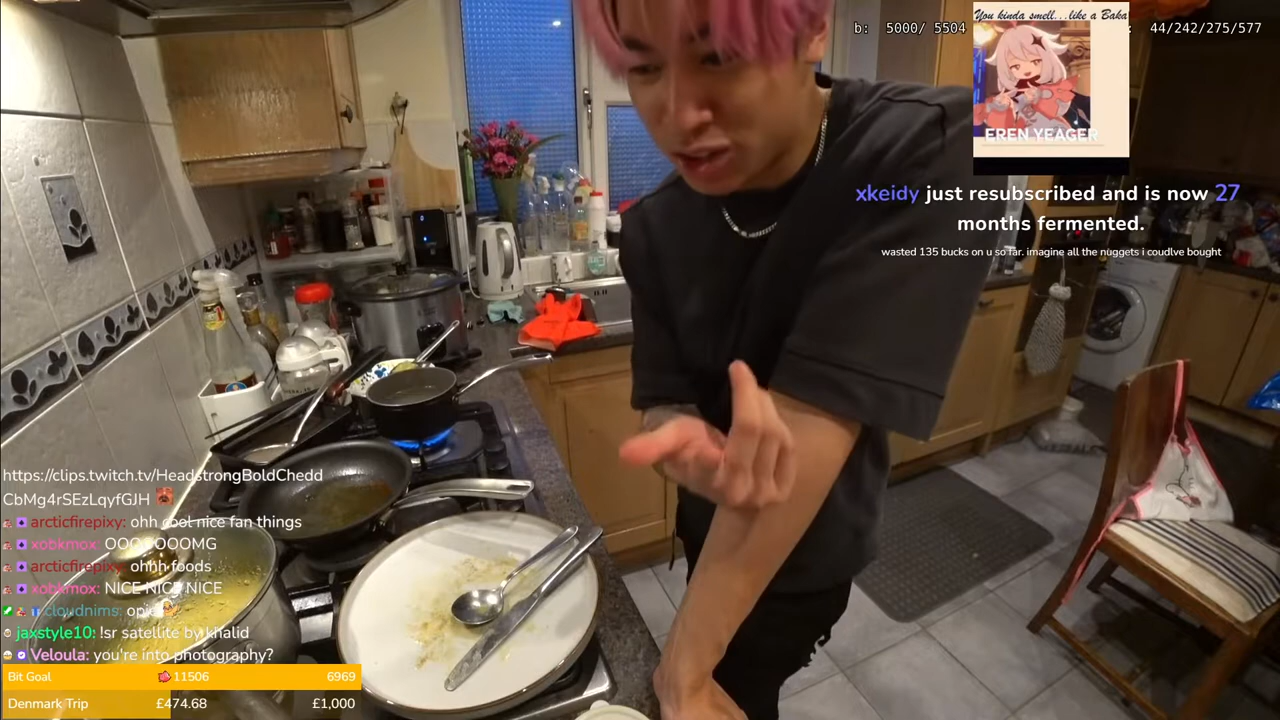 You kinda smell...like a Baka
b: 5000/ 5504
: 44/242/275/577
EREN YEAGER
xkeidy just resubscribed and is now 27
months fermented.
wasted 135 bucks on u so far. imagine all the nuggets i coudlve bought
https://clips.twitch.tv/HeadstrongBoldChedd
CbMg4rSEzLqyfGJH
arcticfirepixy: ohh cool nice fan things
xobkmox: OOOOOOOMG
arcticfirepixy: ohhh foods
xobkmox: NICE NICE NICE
cloudnims: opic
jaxstyle10: !sr satellite by khalid
Veloula: you're into photography?
Bit Goal 11506 6969
Denmark Trip £474.68 £1,000